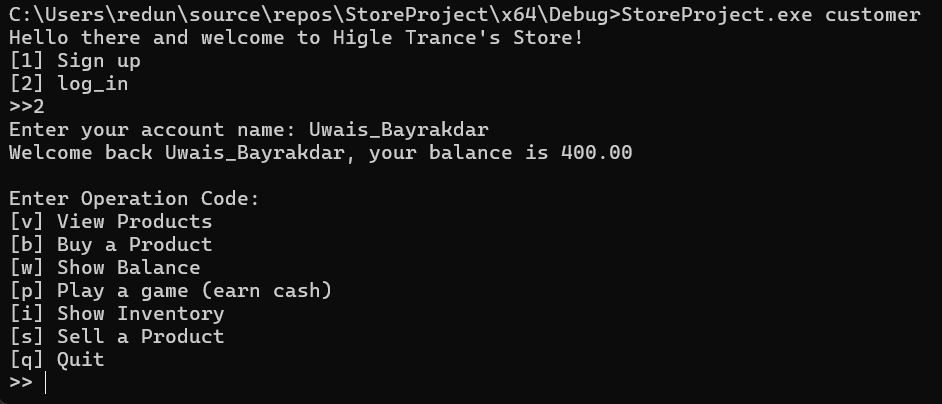 C:\Users\redun\source\repos\StoreProject\x64\Debug>StoreProject.exe customer
Hello there and welcome to Higle Trance's Store!
[1] Sign up
[2] log_in
>>2
Enter your account name: Uwais_Bayrakdar
Welcome back Uwais_Bayrakdar, your balance is 400.00
Enter Operation Code:
[v] View Products
[b] Buy a Product
[w] Show Balance
[p] Play a game (earn cash)
[i] Show Inventory
[s] Sell a Product
[q] Quit
>>